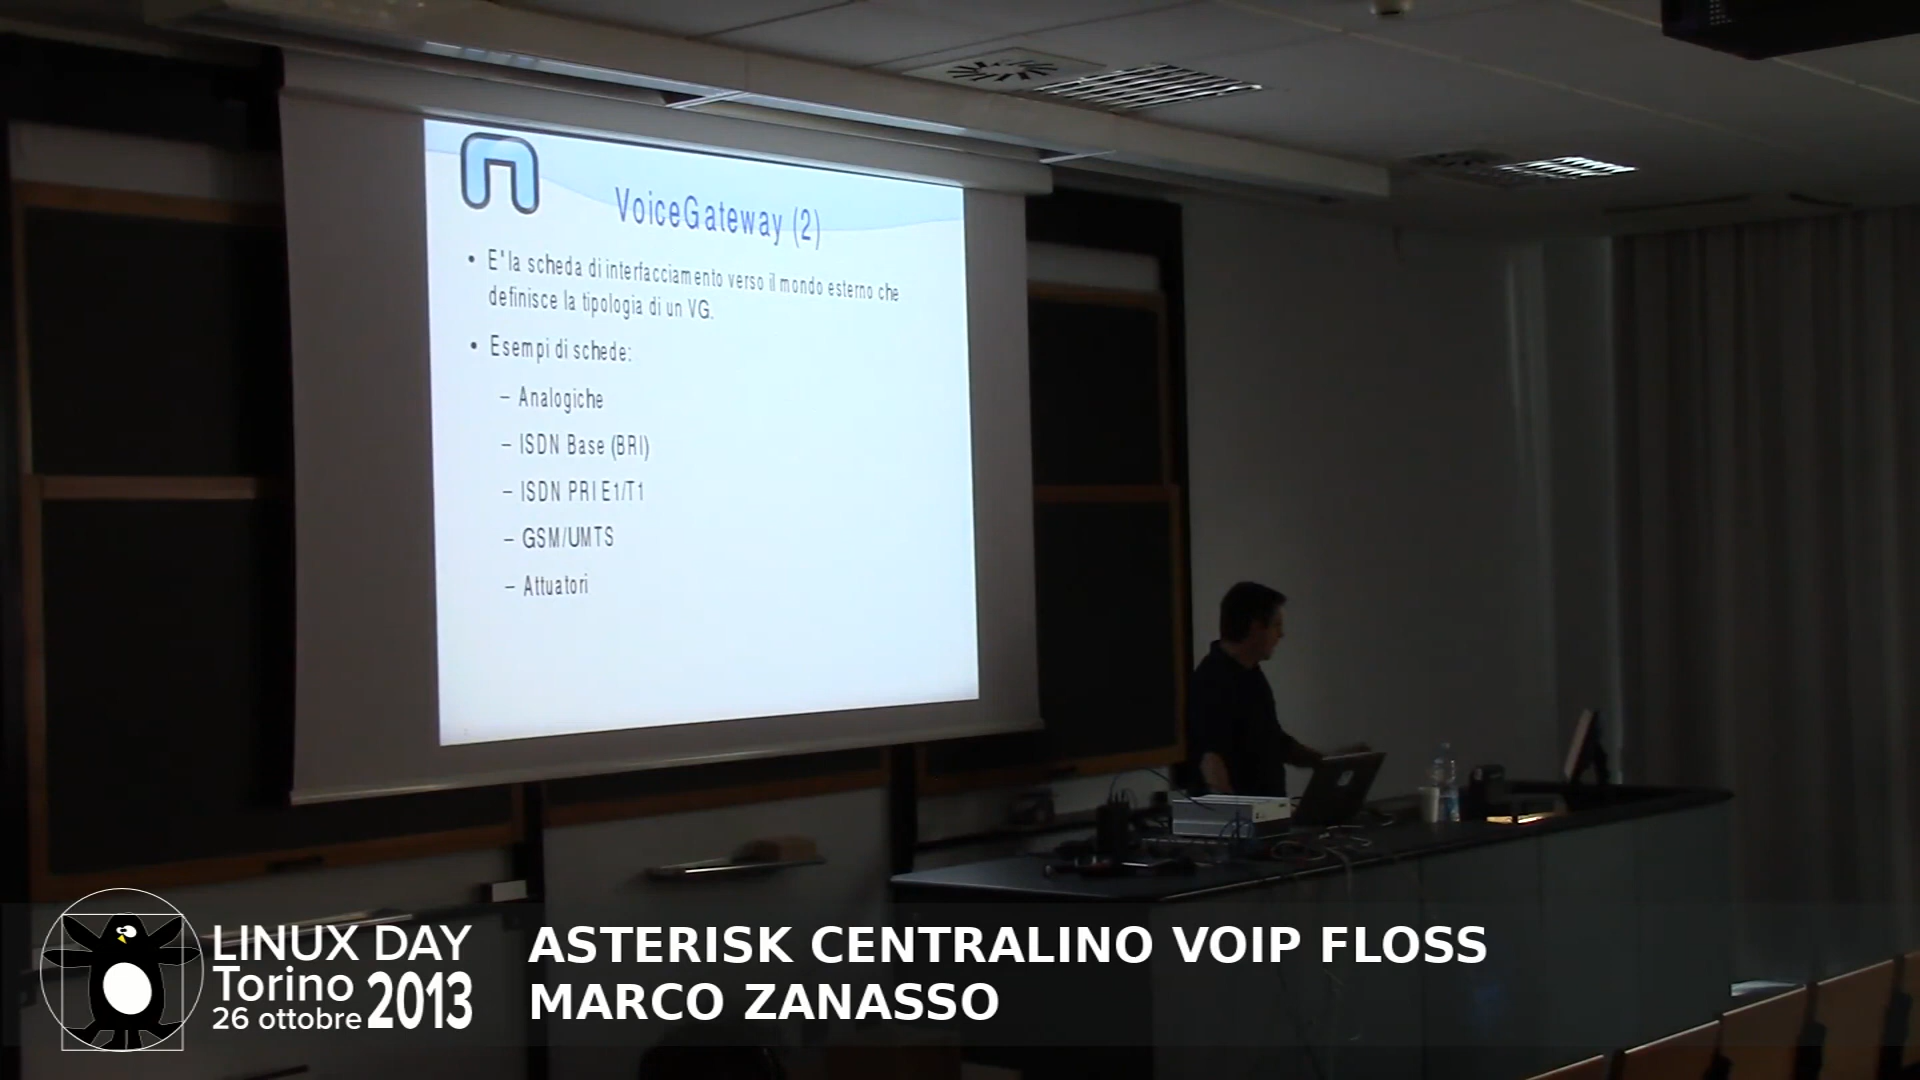 VoiceGateway (2)
• E' la scheda di interfacciamento verso il mondo esterno che
definisce la tipologia di un VG.
• Esempi di schede:
– Analogiche
– ISDN Base (BRI)
– ISDN PRI E1/T1
– GSM/UMTS
– Attuatori
LINUX DAY
Torino
26 ottobre 2013
ASTERISK CENTRALINO VOIP FLOSS
MARCO ZANASSO